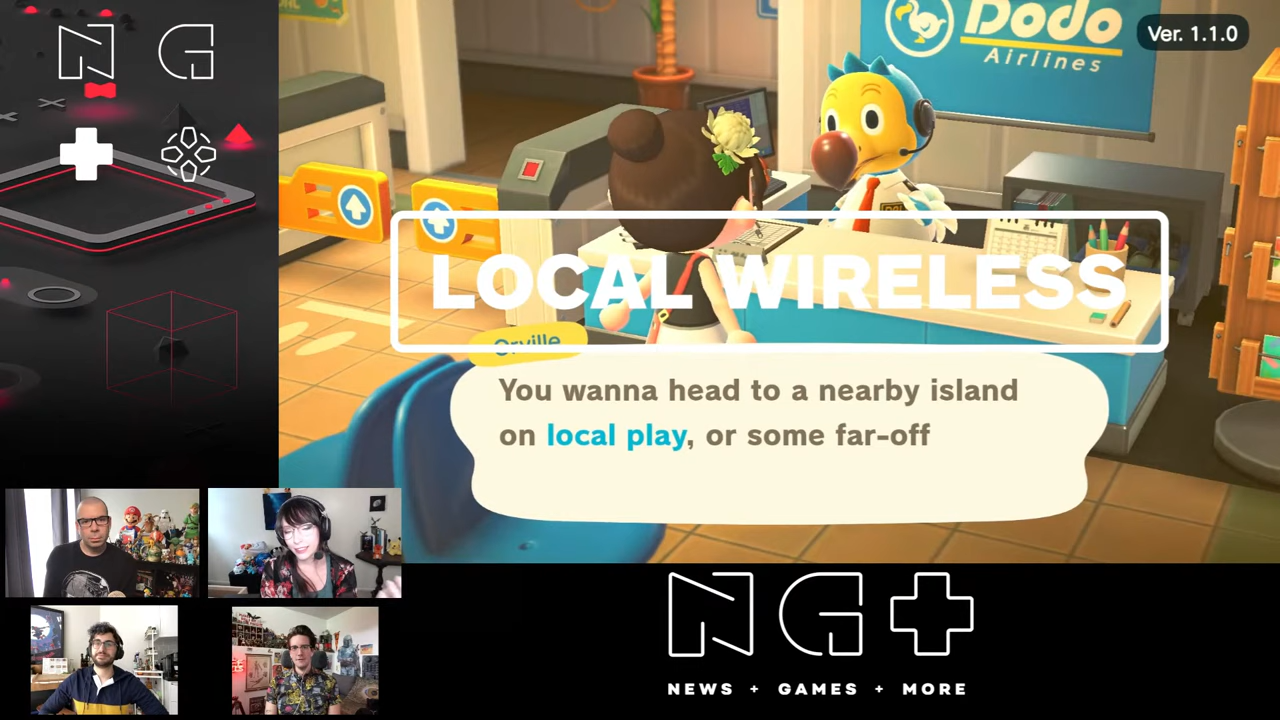 NG
Dodo
Airlines
Ver. 1.1.0
LOCAL WIRELESS
Orville
You wanna head to a nearby island
on local play, or some far-off
NG+
NEWS + GAMES + MORE